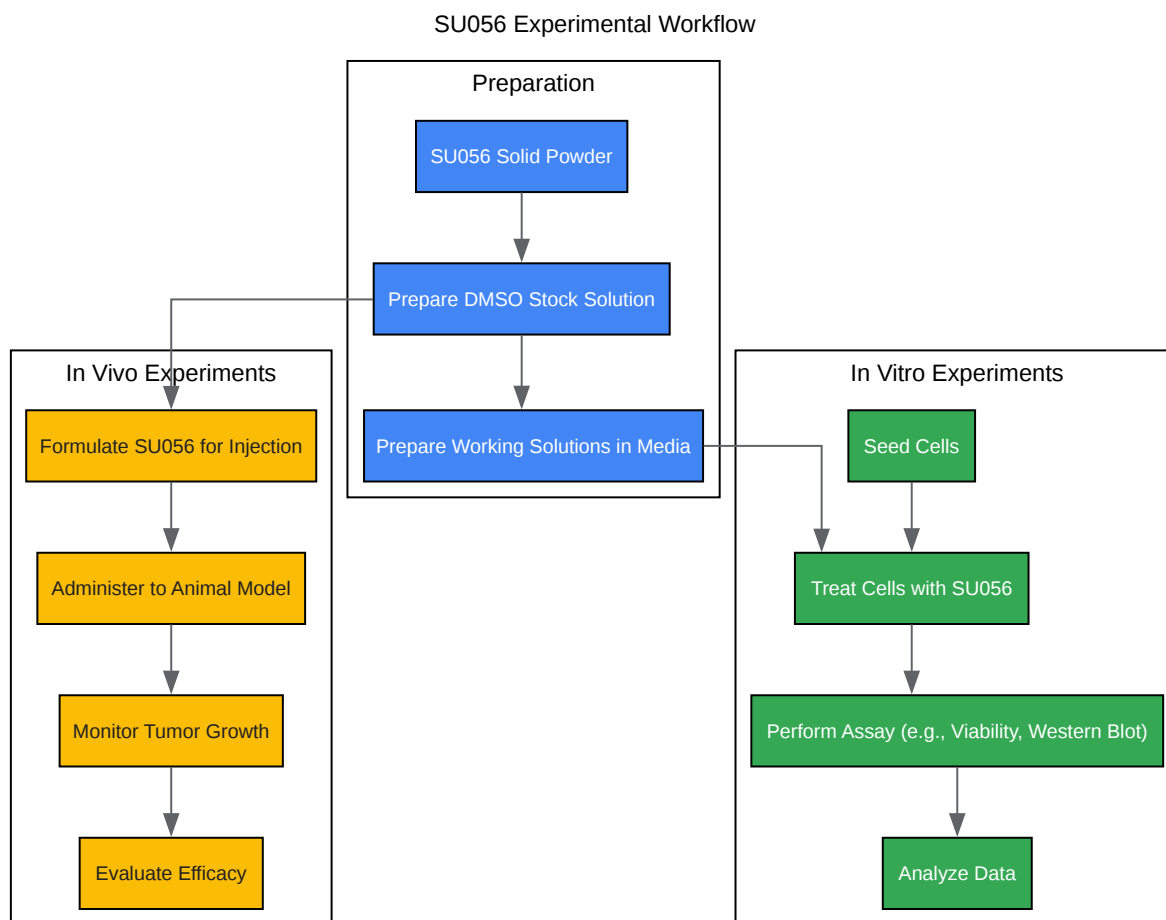 SU056 Experimental Workflow
Preparation
SU056 Solid Powder
Prepare DMSO Stock Solution
Prepare Working Solutions in Media
In Vivo Experiments
Formulate SU056 for Injection
Administer to Animal Model
Monitor Tumor Growth
Evaluate Efficacy
In Vitro Experiments
Seed Cells
Treat Cells with SU056
Perform Assay (e.g., Viability, Western Blot)
Analyze Data